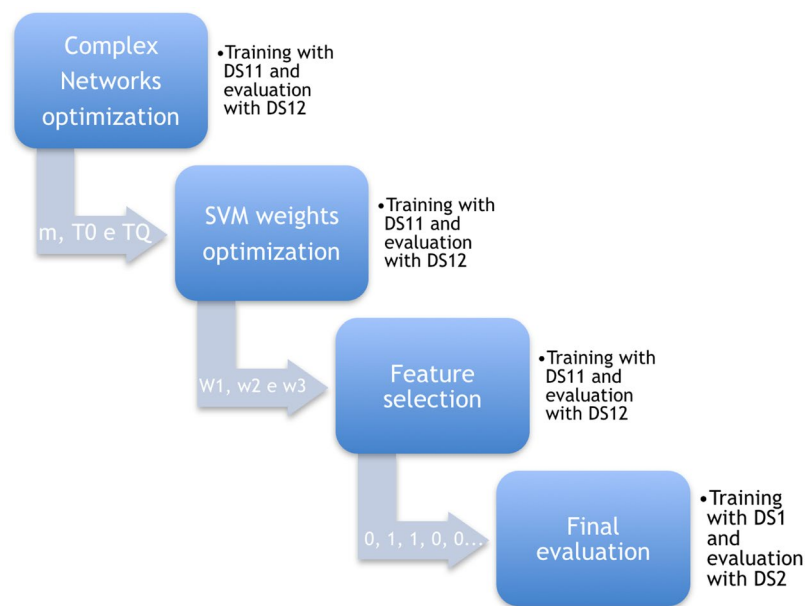 Complex
Networks
optimization
•Training with
DS11 and
evaluation
with DS12
m, T0 e TQ
SVM weights
optimization
•Training with
DS11 and
evaluation
with DS12
W1, w2 e w3
Feature
selection
•Training with
DS11 and
evaluation
with DS12
0, 1, 1, 0, 0...
Final
evaluation
•Training
with DS1
and
evaluation
with DS2